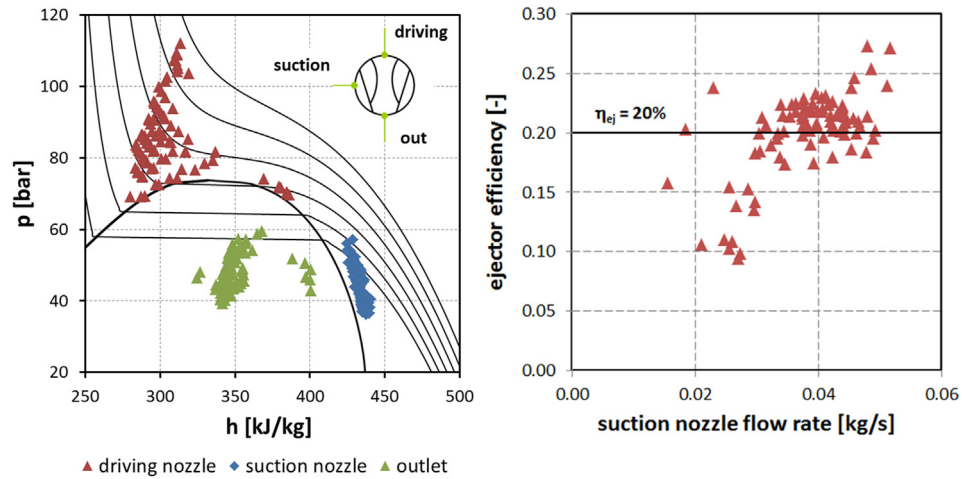 120
100
80
60
40
20
p [bar]
250
300
350
400
450
500
h [kJ/kg]
driving
suction
out
driving nozzle
suction nozzle
outlet
0.30
0.25
0.20
0.15
0.10
0.05
0.00
ejector efficiency [-]
ηej = 20%
0.00
0.02
0.04
0.06
suction nozzle flow rate [kg/s]